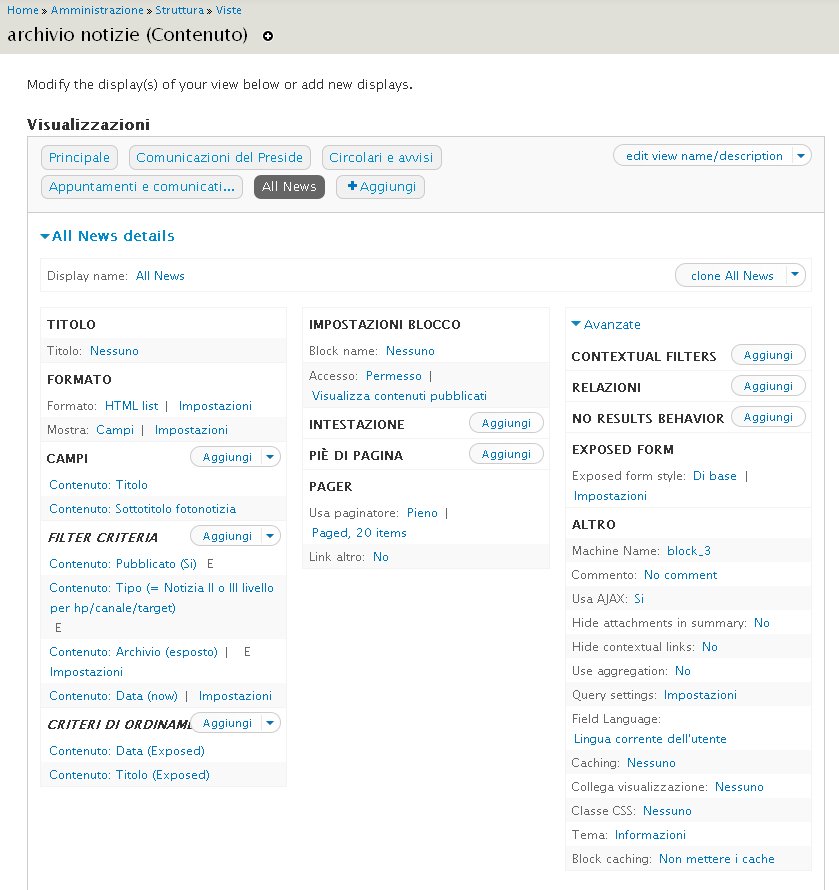 Home » Amministrazione » Struttura » Viste
archivio notizie (Contenuto)
Modify the display(s) of your view below or add new displays.
Visualizzazioni
Principale Comunicazioni del Preside Circolari e avvisi edit view name/description
Appuntamenti e comunicati... All News Aggiungi
All News details
Display name: All News clone All News
TITOLO
Titolo: Nessuno
FORMATO
Formato: HTML list | Impostazioni
Mostra: Campi | Impostazioni
CAMPI Aggiungi
Contenuto: Titolo
Contenuto: Sottotitolo fotonotizia
FILTER CRITERIA Aggiungi
Contenuto: Pubblicato (Si) E
Contenuto: Tipo (= Notizia II o III livello
per hp/canale/target)
E
Contenuto: Archivio (esposto) | E
Impostazioni
Contenuto: Data (now) | Impostazioni
CRITERI DI ORDINAME Aggiungi
Contenuto: Data (Exposed)
Contenuto: Titolo (Exposed)
IMPOSTAZIONI BLOCCO
Block name: Nessuno
Accesso: Permesso |
Visualizza contenuti pubblicati
INTESTAZIONE Aggiungi
PIÈ DI PAGINA Aggiungi
PAGER
Usa paginatore: Pieno |
Paged, 20 items
Link altro: No
Avanzate
CONTEXTUAL FILTERS Aggiungi
RELAZIONI Aggiungi
NO RESULTS BEHAVIOR Aggiungi
EXPOSED FORM
Exposed form style: Di base |
Impostazioni
ALTRO
Machine Name: block_3
Commento: No comment
Usa AJAX: Si
Hide attachments in summary: No
Hide contextual links: No
Use aggregation: No
Query settings: Impostazioni
Field Language:
Lingua corrente dell'utente
Caching: Nessuno
Collega visualizzazione: Nessuno
Classe CSS: Nessuno
Tema: Informazioni
Block caching: Non mettere i cache